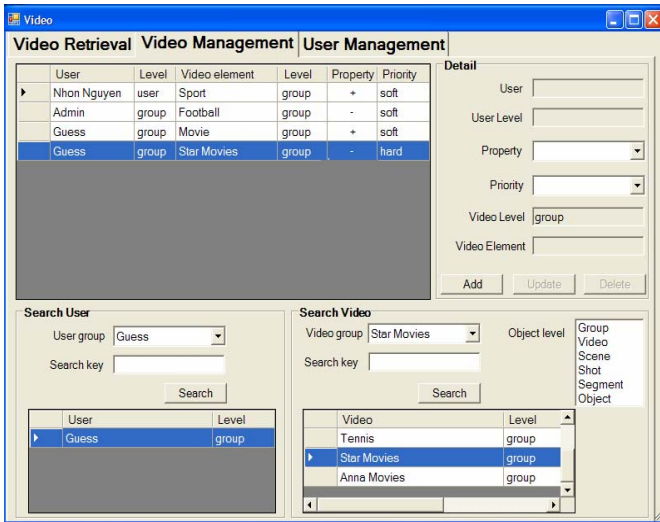 Video
Video Retrieval Video Management User Management
User Level Video element Level Property Priority
Nhon Nguyen user Sport group + soft
Admin group Football group - soft
Guess group Movie group + soft
Guess group Star Movies group - hard
Detail
User
User Level
Property
Priority
Video Level group
Video Element
Add Update Delete
Search User
User group Guess
Search key
Search
User Level
Guess group
Search Video
Video group Star Movies
Search key
Search
Object level
Group
Video
Scene
Shot
Segment
Object
Video Level
Tennis group
Star Movies group
Anna Movies group